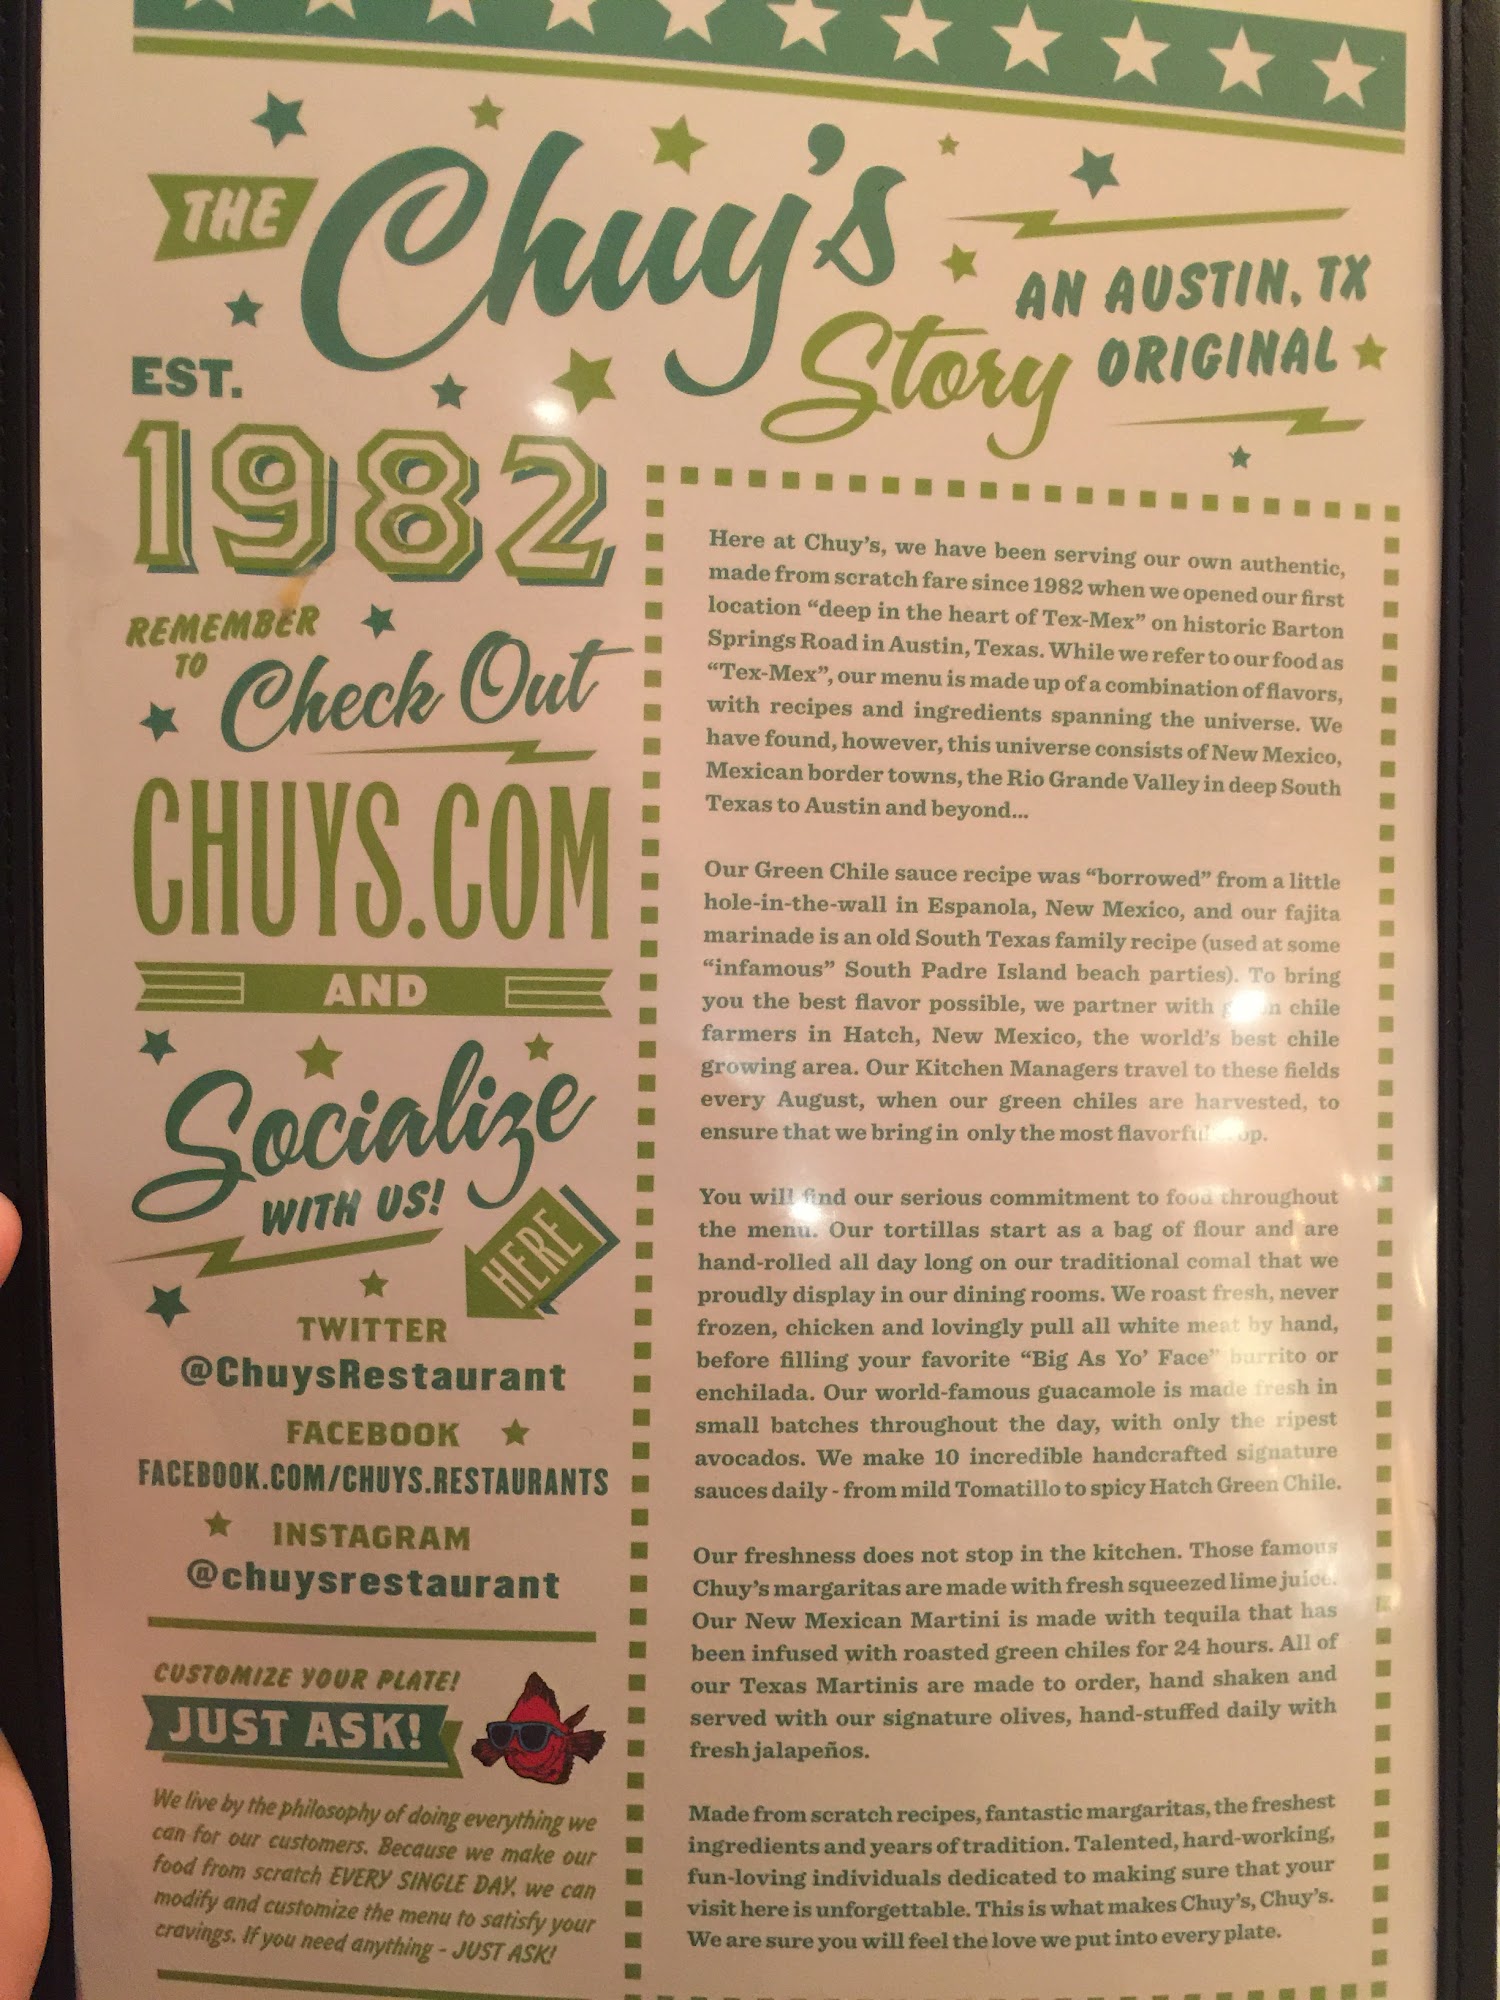 THE Chuy's
Story
AN AUSTIN, TX
ORIGINAL
EST.
1982
REMEMBER
TO
Check Out
CHUYS.COM
AND
Socialize
WITH US!
HERE
TWITTER
@ChuysRestaurant
FACEBOOK
FACEBOOK.COM/CHUYS.RESTAURANTS
INSTAGRAM
@chuysrestaurant
CUSTOMIZE YOUR PLATE!
JUST ASK!
We live by the philosophy of doing everything we
can for our customers. Because we make our
food from scratch EVERY SINGLE DAY, we can
modify and customize the menu to satisfy your
cravings. If you need anything - JUST ASK!
Here at Chuy's, we have been serving our own authentic,
made from scratch fare since 1982 when we opened our first
location "deep in the heart of Tex-Mex" on historic Barton
Springs Road in Austin, Texas. While we refer to our food as
"Tex-Mex", our menu is made up of a combination of flavors,
with recipes and ingredients spanning the universe. We
have found, however, this universe consists of New Mexico,
Mexican border towns, the Rio Grande Valley in deep South
Texas to Austin and beyond...
Our Green Chile sauce recipe was "borrowed" from a little
hole-in-the-wall in Espanola, New Mexico, and our fajita
marinade is an old South Texas family recipe (used at some
"infamous" South Padre Island beach parties). To bring
you the best flavor possible, we partner with chile
farmers in Hatch, New Mexico, the world's best chile
growing area. Our Kitchen Managers travel to these fields
every August, when our green chiles are harvested, to
ensure that we bring in only the most
You will find our serious commitment to food throughout
the menu. Our tortillas start as a bag of flour and are
hand-rolled all day long on our traditional comal that we
proudly display in our dining rooms. We roast fresh, never
frozen, chicken and lovingly pull all white meat by hand,
before filling your favorite "Big As Yo' Face" burrito or
enchilada. Our world-famous guacamole is made fresh in
small batches throughout the day, with only the ripest
avocados. We make 10 incredible handcrafted signature
sauces daily - from mild Tomatillo to spicy Hatch Green Chile.
Our freshness does not stop in the kitchen. Those famous
Chuy's margaritas are made with fresh squeezed lime juice.
Our New Mexican Martini is made with tequila that has
been infused with roasted green chiles for 24 hours. All of
our Texas Martinis are made to order, hand shaken and
served with our signature olives, hand-stuffed daily with
fresh jalapeños.
Made from scratch recipes, fantastic margaritas, the freshest
ingredients and years of tradition. Talented, hard-working,
fun-loving individuals dedicated to making sure that your
visit here is unforgettable. This is what makes Chuy's, Chuy's.
We are sure you will feel the love we put into every plate.